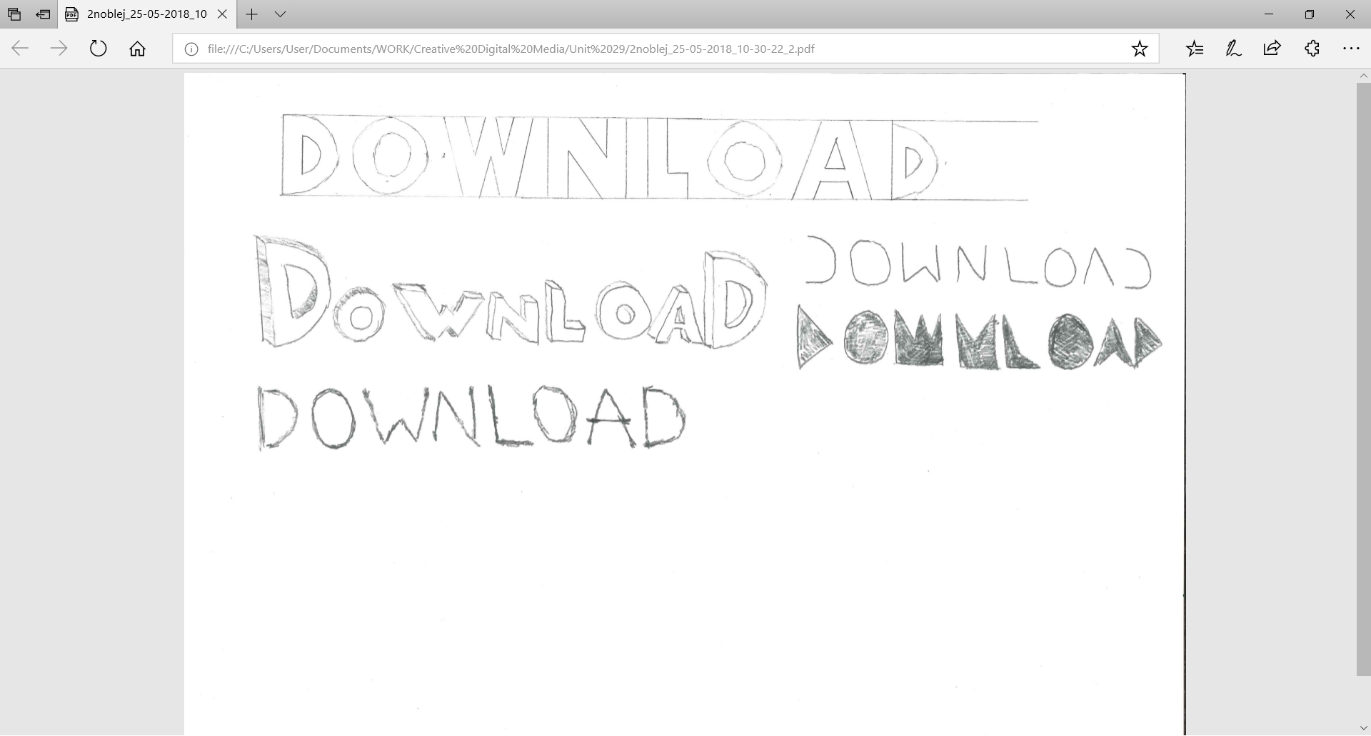 2noblej_25-05-2018_10
file:///C:/Users/User/Documents/WORK/Creative%20Digital%20Media/Unit%2029/2noblej_25-05-2018_10-30-22_2.pdf
DOWNLOAD
DOWNLOAD
DOWNLOAD
DOWNLOAD
DOWNLOAD